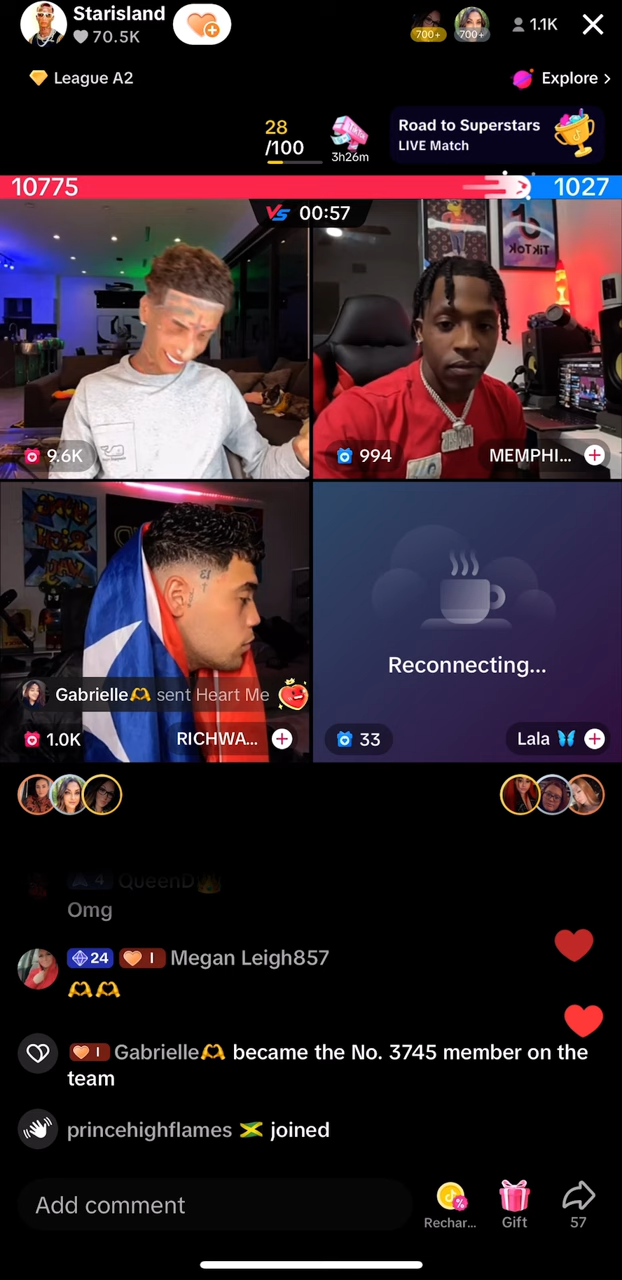 Starisland
70.5K
700+
700+
1.1K
League A2
Explore >
28
/100
3h26m
Road to Superstars
LIVE Match
10775
1027
VS 00:57
TikTok
9.6K
994
MEMPHI...
Reconnecting...
Gabrielle🫶 sent Heart Me
1.0K
RICHWA...
33
Lala 🦋
4 QueenD👑
Omg
24 I Megan Leigh857
🫶🫶
I Gabrielle🫶 became the No. 3745 member on the
team
princehighflames 🇯🇲 joined
Add comment
Rechar...
Gift
57